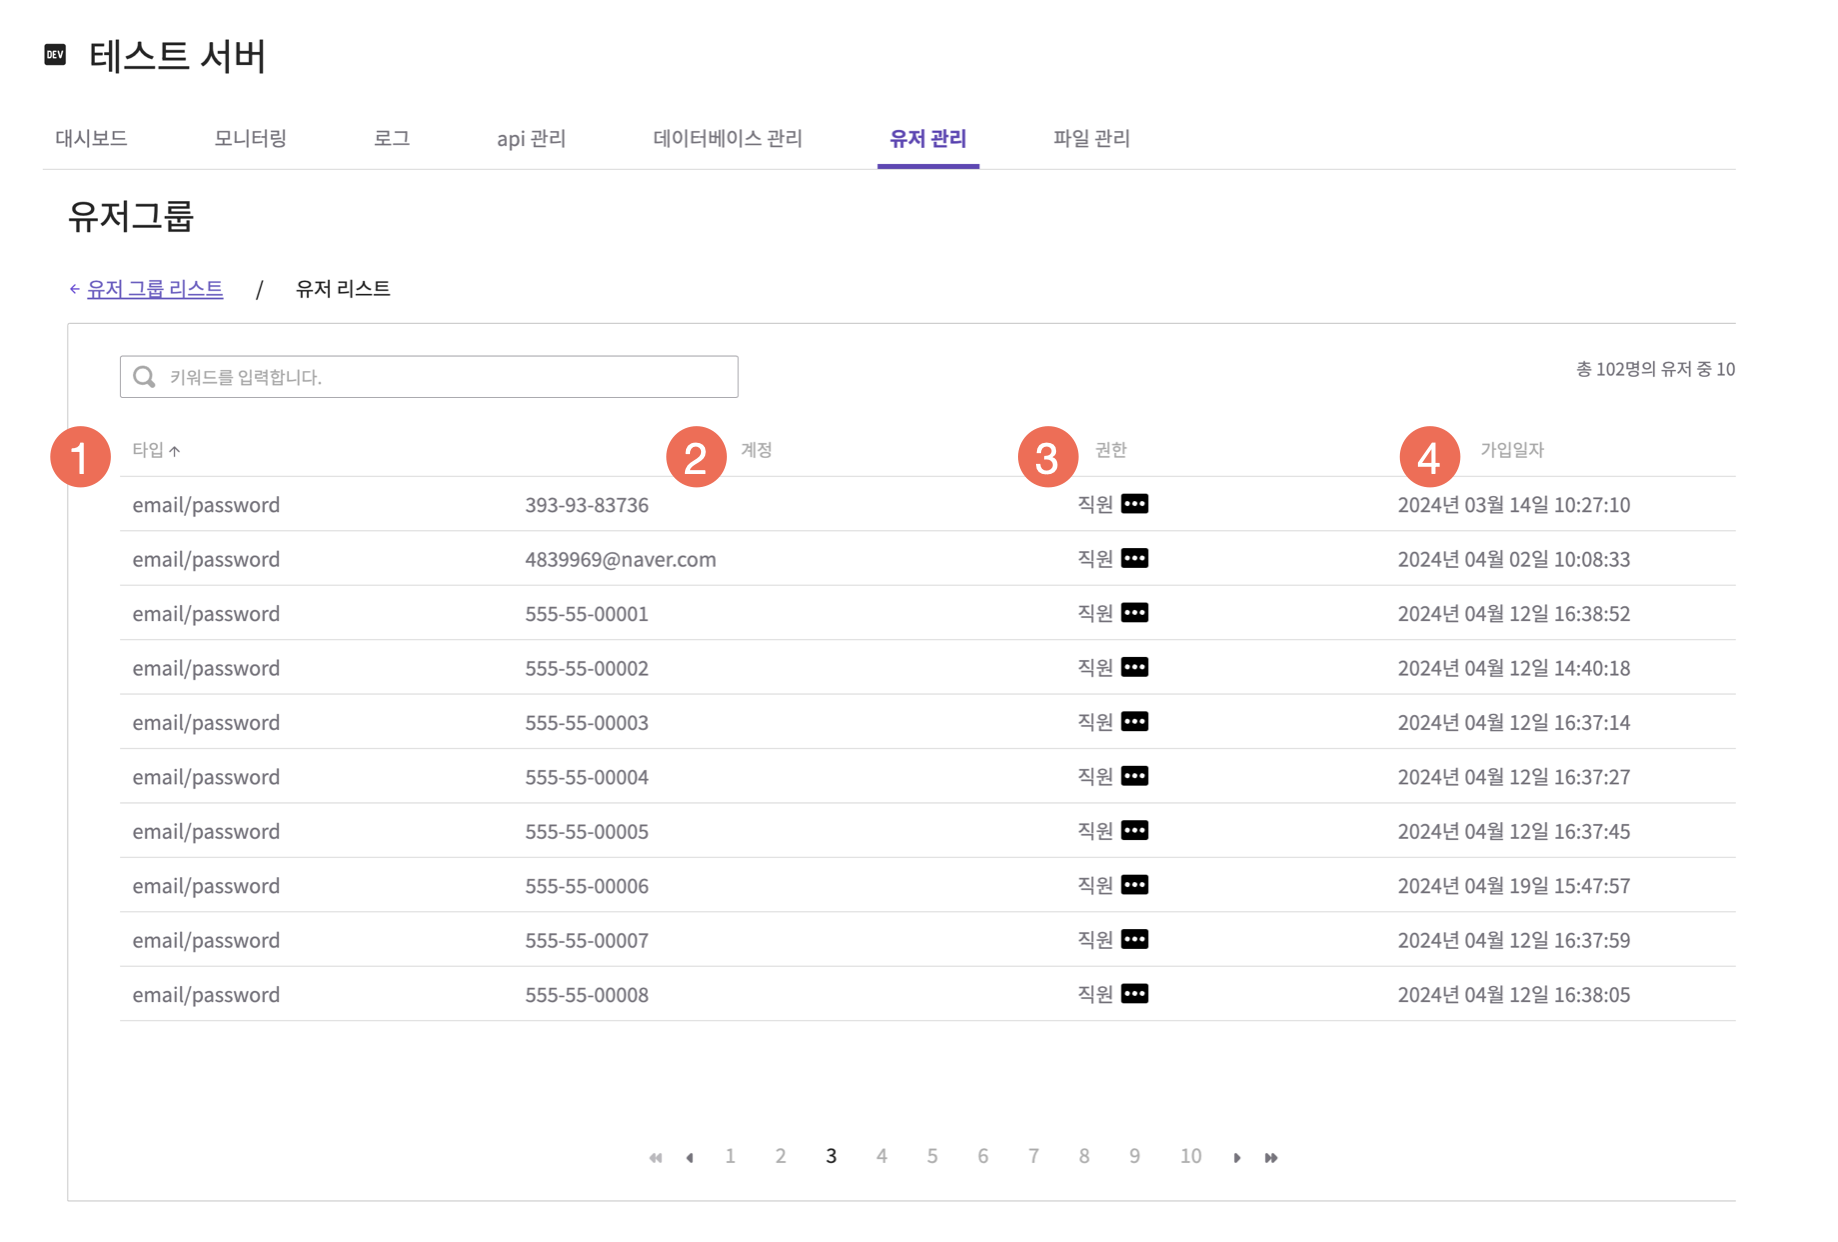 DEV 테스트 서버
대시보드 모니터링 로그 api 관리 데이터베이스 관리 유저 관리 파일 관리
유저그룹
← 유저 그룹 리스트 / 유저 리스트
키워드를 입력합니다. 총 102명의 유저 중 10
1 타입 ↑ 2 계정 3 권한 4 가입일자
email/password 393-93-83736 직원 2024년 03월 14일 10:27:10
email/password 4839969@naver.com 직원 2024년 04월 02일 10:08:33
email/password 555-55-00001 직원 2024년 04월 12일 16:38:52
email/password 555-55-00002 직원 2024년 04월 12일 14:40:18
email/password 555-55-00003 직원 2024년 04월 12일 16:37:14
email/password 555-55-00004 직원 2024년 04월 12일 16:37:27
email/password 555-55-00005 직원 2024년 04월 12일 16:37:45
email/password 555-55-00006 직원 2024년 04월 19일 15:47:57
email/password 555-55-00007 직원 2024년 04월 12일 16:37:59
email/password 555-55-00008 직원 2024년 04월 12일 16:38:05
1 2 3 4 5 6 7 8 9 10